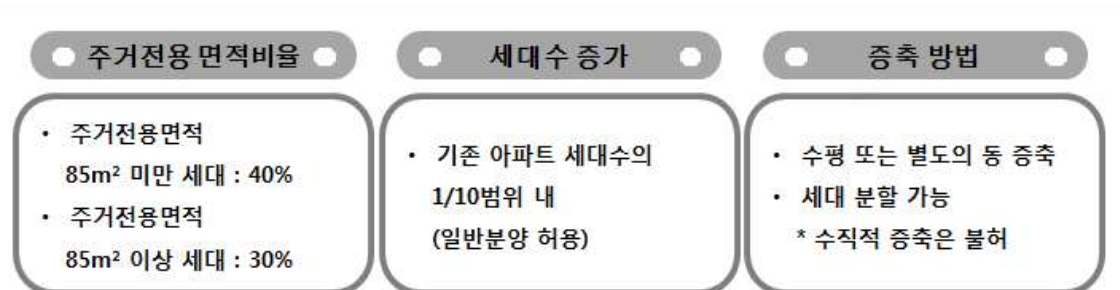 주거전용 면적비율
• 주거전용면적
85m² 미만 세대 : 40%
• 주거전용면적
85m² 이상 세대 : 30%
세대수 증가
• 기존 아파트 세대수의
1/10범위 내
(일반분양 허용)
증축 방법
• 수평 또는 별도의 동 증축
• 세대 분할 가능
* 수직적 증축은 불허